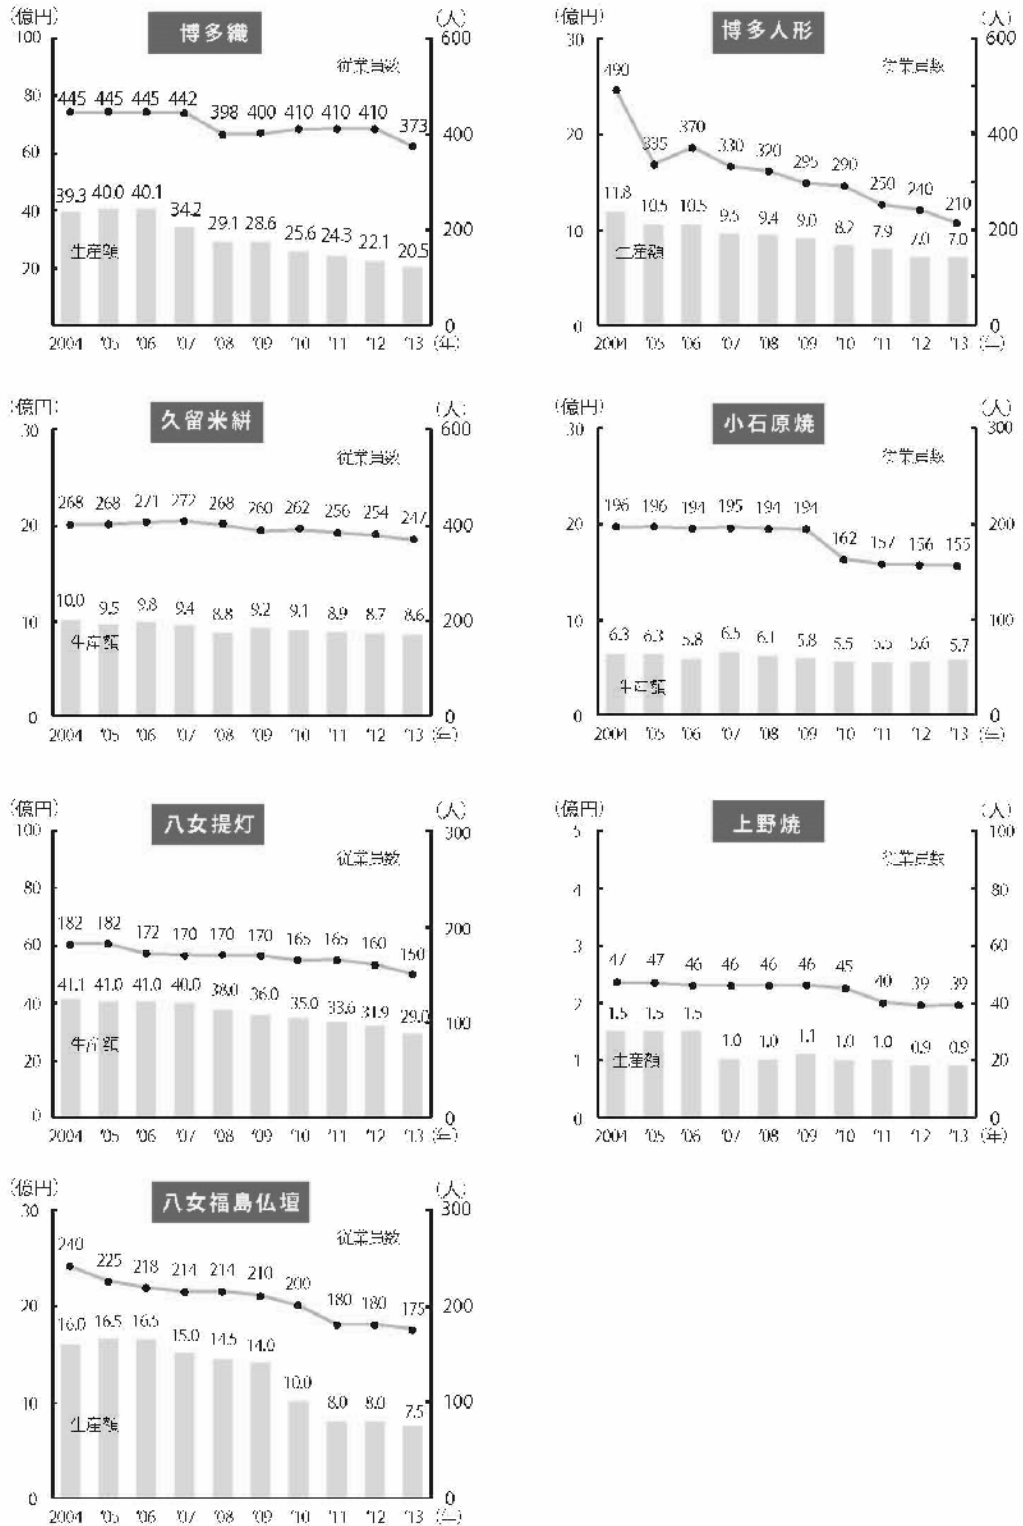 博多織
(億円)
(人)
従業員数
100
80
60
40
20
600
400
200
0
445 445 445 442 398 400 410 410 410 373
39.3 40.0 40.1 34.2 29.1 28.6 25.6 24.3 22.1 20.5
生産額
2004 '05 '06 '07 '08 '09 '10 '11 '12 '13 (年)
博多人形
(億円)
(人)
従業員数
30
20
10
0
600
400
200
0
490 335 370 330 320 295 290 250 240 210
11.8 10.5 10.5 9.5 9.4 9.0 8.2 7.9 7.0 7.0
生産額
2004 '05 '06 '07 '08 '09 '10 '11 '12 '13 (年)
久留米絣
(億円)
(人)
従業員数
30
20
10
0
600
400
200
0
268 268 271 272 268 260 262 256 254 247
10.0 9.5 9.8 9.4 8.8 9.2 9.1 8.9 8.7 8.6
生産額
2004 '05 '06 '07 '08 '09 '10 '11 '12 '13 (年)
小石原焼
(億円)
(人)
従業員数
30
20
10
0
300
200
100
0
196 196 194 195 194 194 162 157 156 155
6.3 6.3 5.8 6.5 6.1 5.8 5.5 5.5 5.6 5.7
生産額
2004 '05 '06 '07 '08 '09 '10 '11 '12 '13 (年)
八女提灯
(億円)
(人)
従業員数
100
80
60
40
20
0
300
200
100
0
182 182 172 170 170 170 165 165 160 150
41.1 41.0 41.0 40.0 38.0 36.0 35.0 33.6 31.9 29.0
生産額
2004 '05 '06 '07 '08 '09 '10 '11 '12 '13 (年)
上野焼
(億円)
(人)
従業員数
5
4
3
2
1
0
100
80
60
40
20
0
47 47 46 46 46 46 45 40 39 39
1.5 1.5 1.5 1.0 1.0 1.1 1.0 1.0 0.9 0.9
生産額
2004 '05 '06 '07 '08 '09 '10 '11 '12 '13 (年)
八女福島仏壇
(億円)
(人)
従業員数
30
20
10
0
300
200
100
0
240 225 218 214 214 210 200 180 180 175
16.0 16.5 16.5 15.0 14.5 14.0 10.0 8.0 8.0 7.5
生産額
2004 '05 '06 '07 '08 '09 '10 '11 '12 '13 (年)